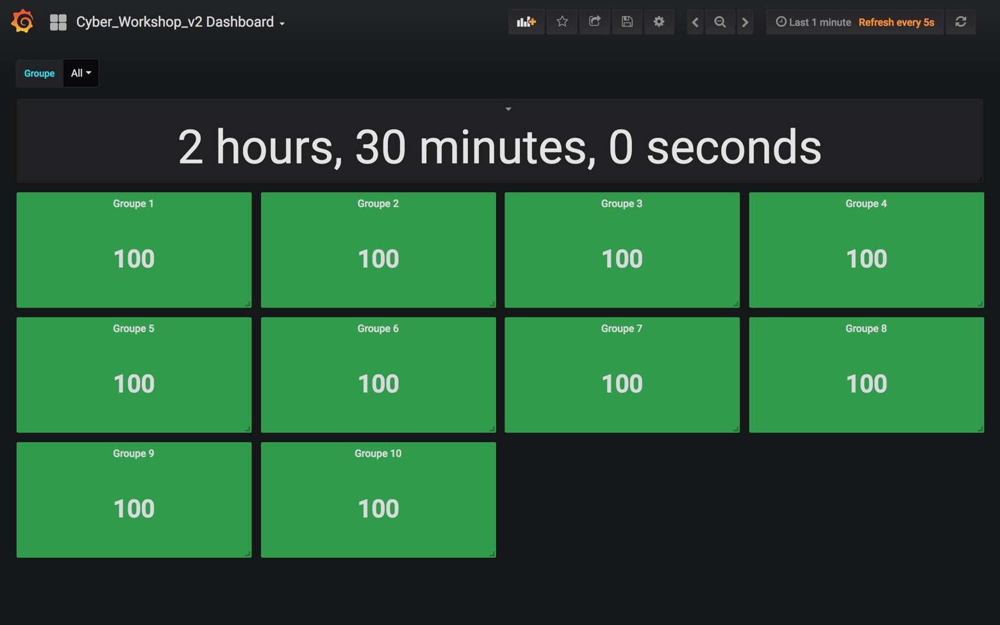 Cyber_Workshop_v2 Dashboard
Last 1 minute Refresh every 5s
Groupe All
2 hours, 30 minutes, 0 seconds
Groupe 1
100
Groupe 2
100
Groupe 3
100
Groupe 4
100
Groupe 5
100
Groupe 6
100
Groupe 7
100
Groupe 8
100
Groupe 9
100
Groupe 10
100